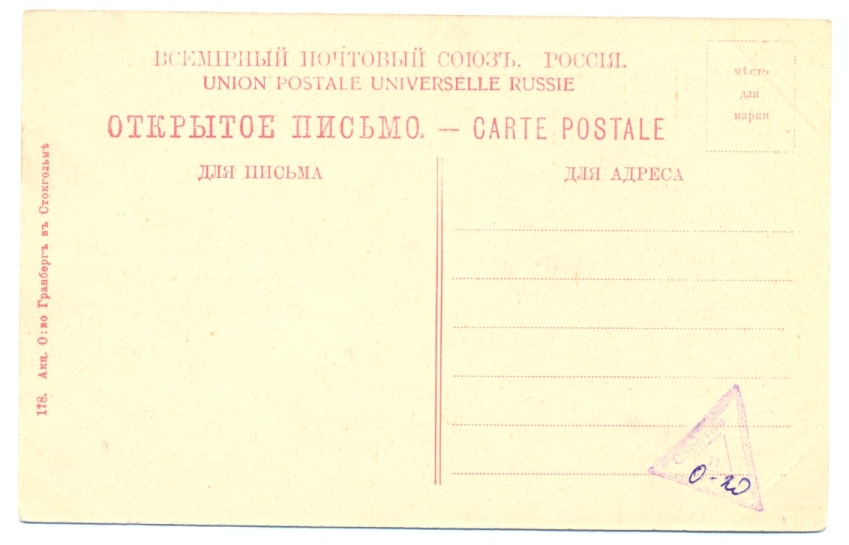 ВСЕМІРНЫЙ ПОЧТОВЫЙ СОЮЗЪ. РОССІЯ.
UNION POSTALE UNIVERSELLE RUSSIE
ОТКРЫТОЕ ПИСЬМО. — CARTE POSTALE
мѣсто
для
марки
ДЛЯ ПИСЬМА
ДЛЯ АДРЕСА
178. Акц. О:во Гранбергъ въ Стокгольмѣ
0-20